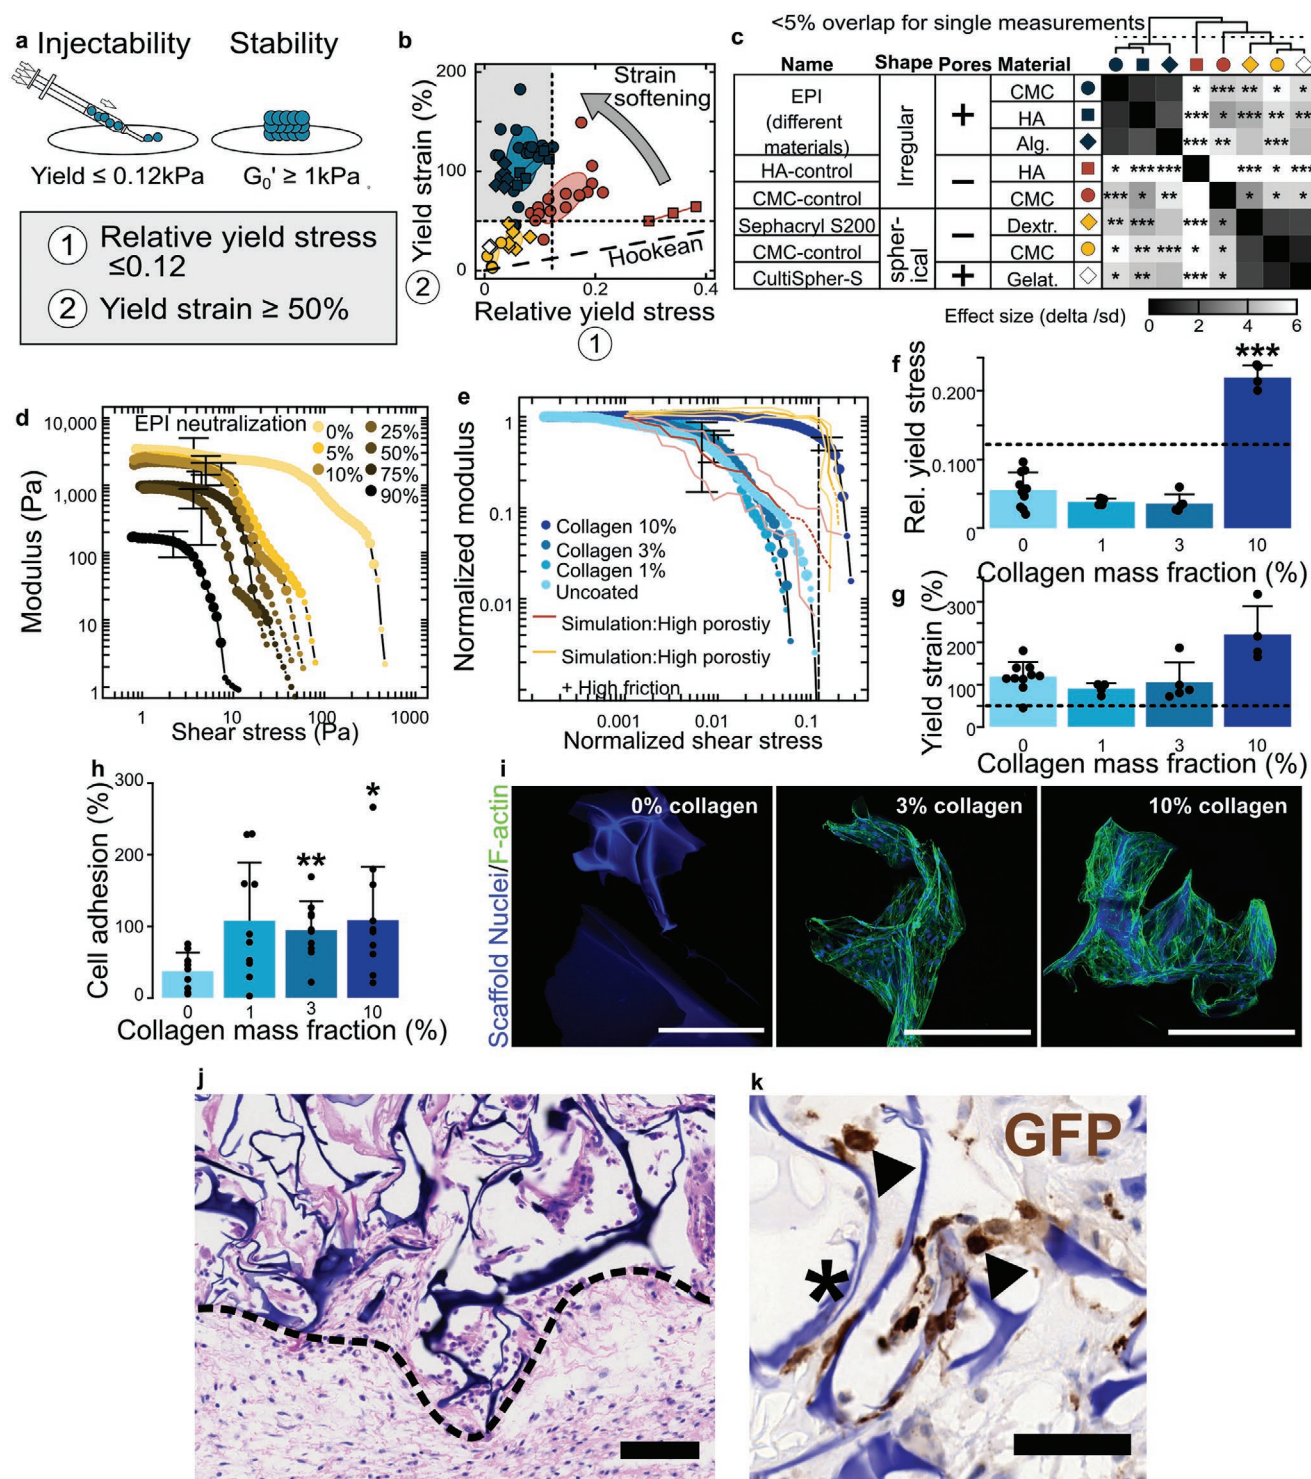 a Injectability Stability
Yield ≤ 0.12kPa G₀' ≥ 1kPa
1 Relative yield stress
≤0.12
2 Yield strain ≥ 50%
b
Yield strain (%)
2
200
100
0
Strain
softening
Hookean
0 0.2 0.4
Relative yield stress
1
<5% overlap for single measurements
c
Name Shape Pores Material
EPI
(different
materials)
Irregular
+
CMC * *** ** * *
HA *** * *** ** **
Alg. *** ** ***
HA-control − HA * *** *** *** * ***
CMC-control CMC *** * ** * * *
Sephacryl S200 spher-
ical
− Dextr. ** *** *** *
CMC-control CMC * ** *** * *
CultiSpher-S + Gelat. * ** *** *
Effect size (delta /sd) 0 2 4 6
d
Modulus (Pa)
10,000
1,000
100
10
1
EPI neutralization
0% 25%
5% 50%
10% 75%
90%
1 10 100 1000
Shear stress (Pa)
e
Normalized modulus
1
0.1
0.01
Collagen 10%
Collagen 3%
Collagen 1%
Uncoated
Simulation:High porostiy
Simulation:High porostiy
+ High friction
0.001 0.01 0.1
Normalized shear stress
f
Rel. yield stress
0.200
0.100
0
***
0 1 3 10
Collagen mass fraction (%)
g
Yield strain (%)
300
200
100
0
0 1 3 10
Collagen mass fraction (%)
h
Cell adhesion (%)
300
200
100
0
** *
0 1 3 10
Collagen mass fraction (%)
i
Scaffold Nuclei/F-actin
0% collagen 3% collagen 10% collagen
j
k
GFP
*